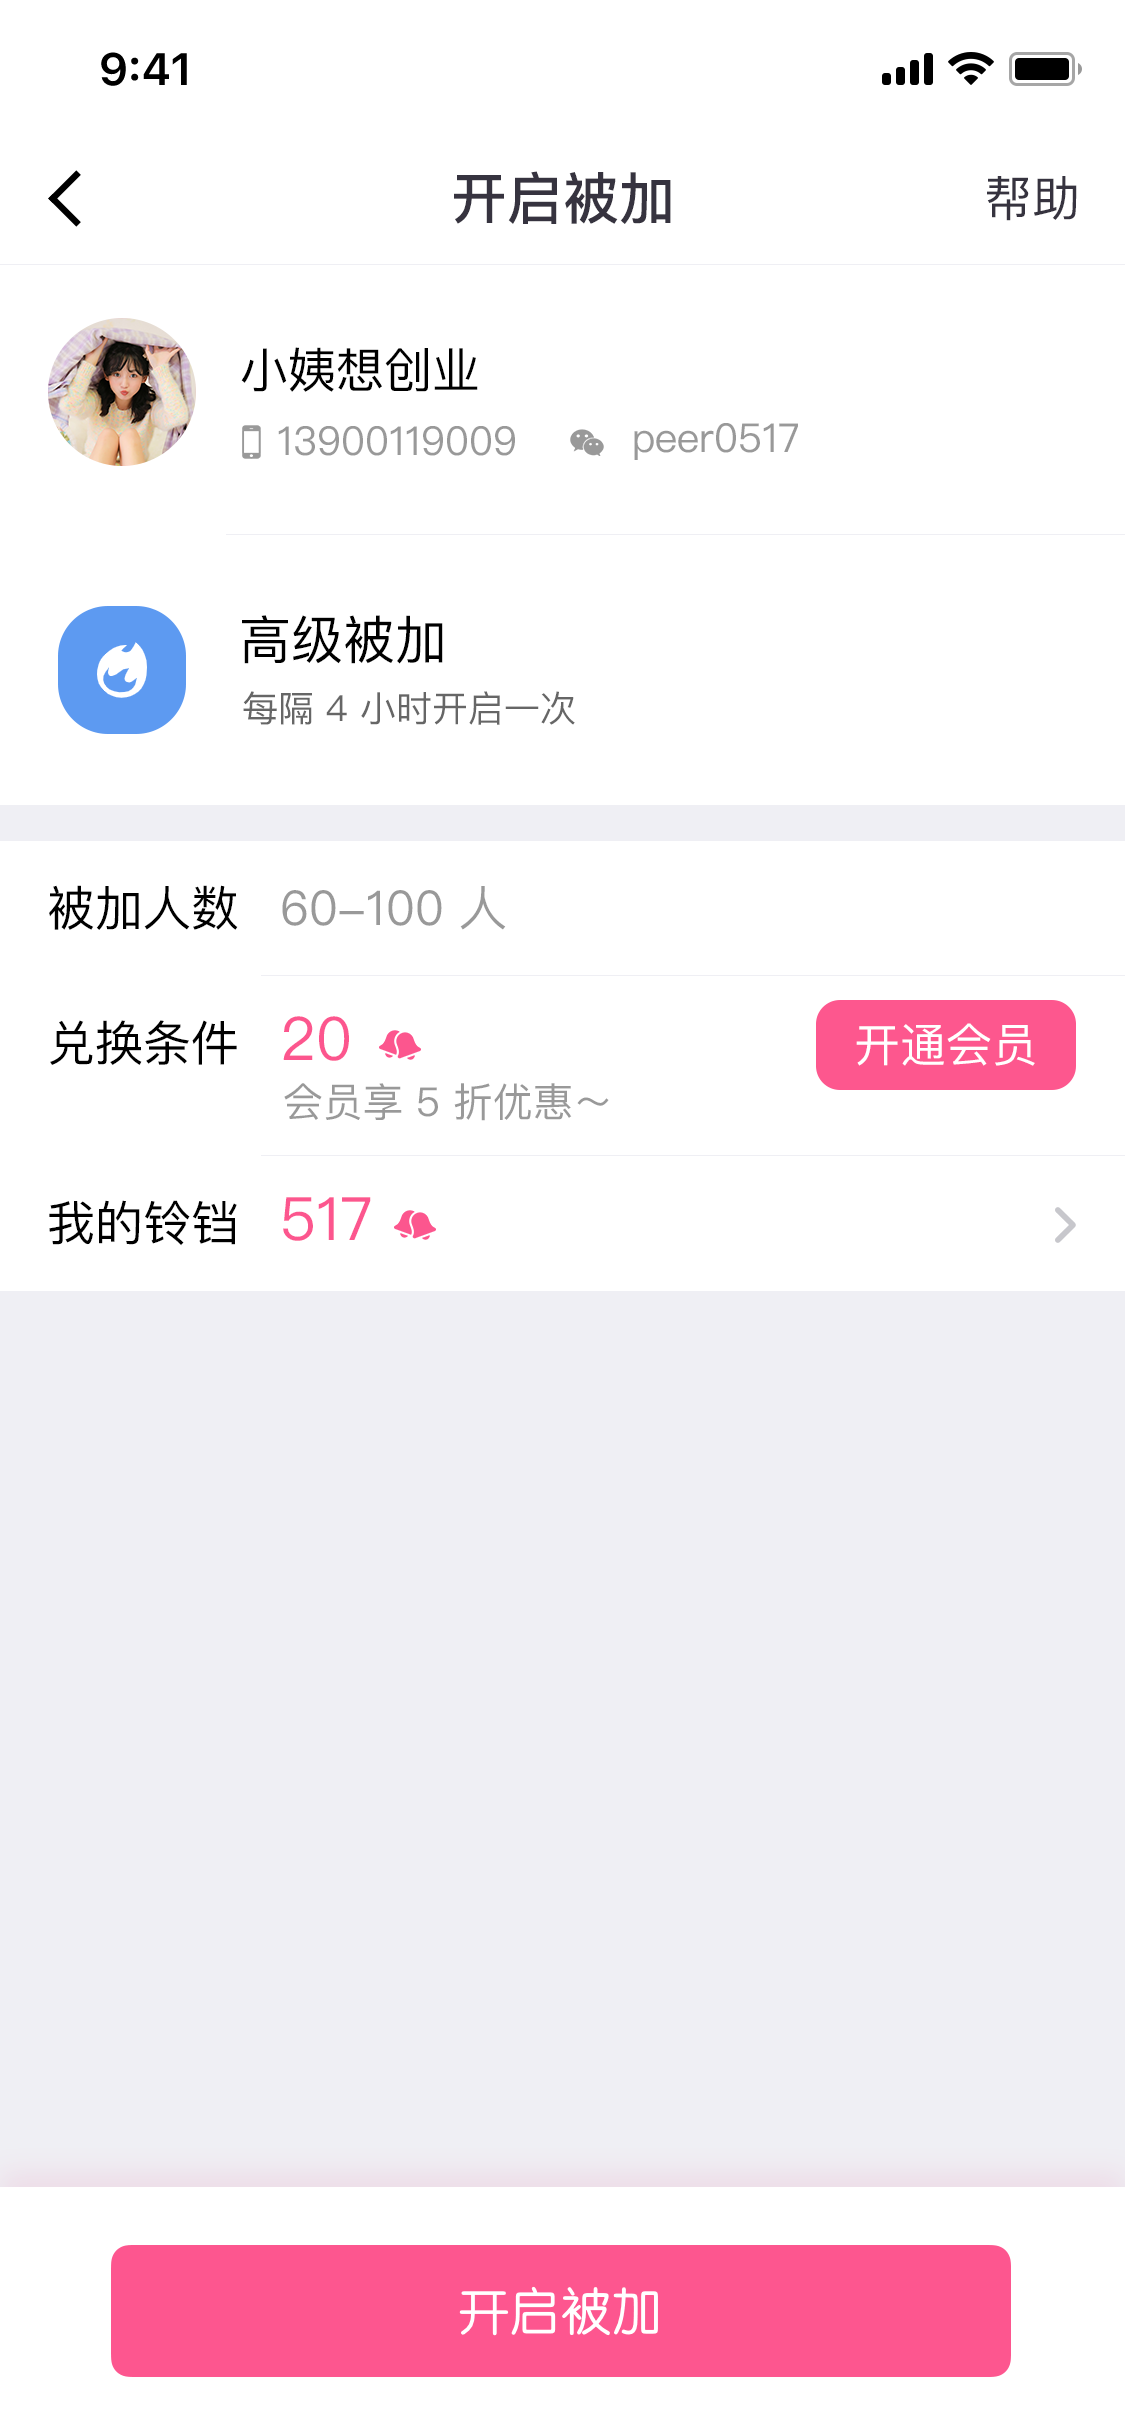 9:41
开启被加
帮助
小姨想创业
13900119009 peer0517
高级被加
每隔 4 小时开启一次
被加人数 60–100 人
兑换条件 20
开通会员
会员享 5 折优惠～
我的铃铛 517
开启被加